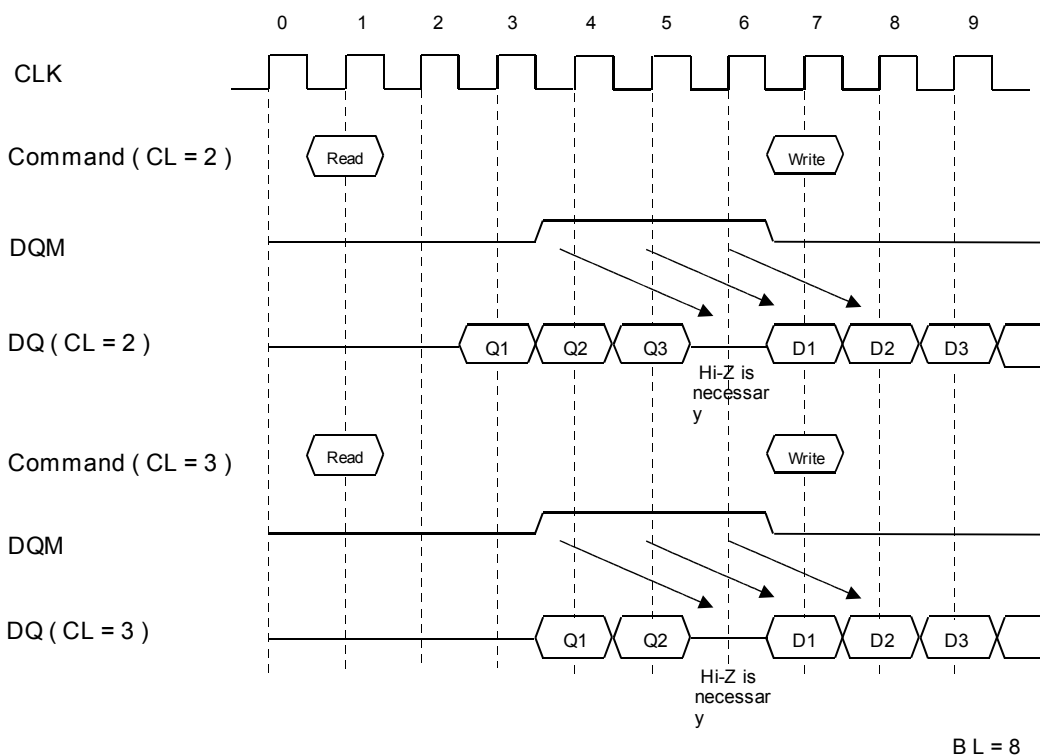 0 1 2 3 4 5 6 7 8 9
CLK
Command ( CL = 2 )
Read
Write
DQM
DQ ( CL = 2 )
Q1 Q2 Q3 D1 D2 D3
Hi-Z is
necessar
y
Command ( CL = 3 )
Read
Write
DQM
DQ ( CL = 3 )
Q1 Q2 D1 D2 D3
Hi-Z is
necessar
y
B L = 8